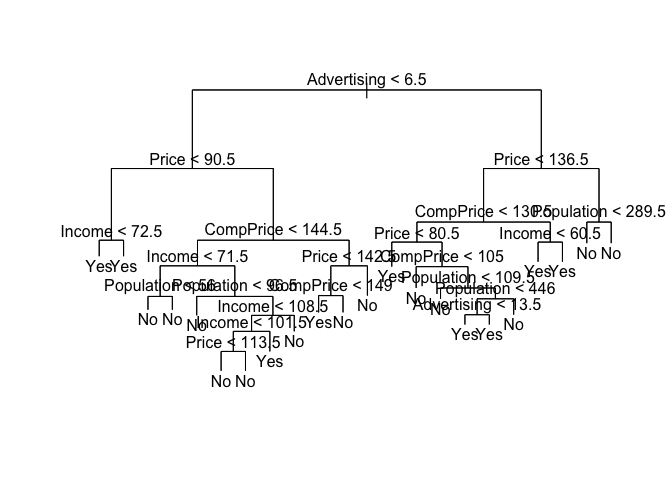 Advertising < 6.5
Price < 90.5
Price < 136.5
CompPrice < 130.5
Population < 289.5
Income < 72.5
CompPrice < 144.5
Price < 80.5
Income < 60.5
Income < 71.5
Price < 142.5
CompPrice < 105
No No
YesYes
YesYes
Yes
Population < 109.5
Population < 56
Population < 96.5
CompPrice < 149
Population < 446
No
No
Income < 108.5
Advertising < 13.5
No
No No
No
Income < 101.5
YesNo
No
YesYes
Price < 113.5
No
Yes
No No